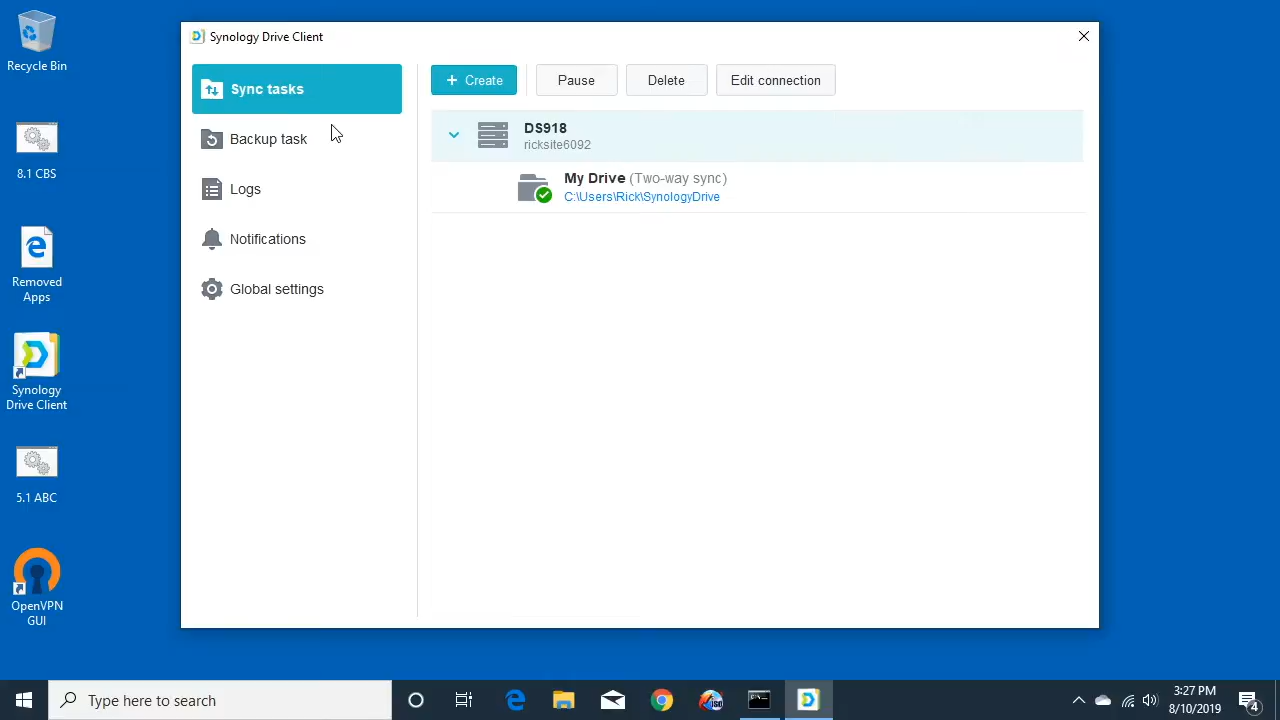 Recycle Bin
8.1 CBS
Removed
Apps
Synology
Drive Client
5.1 ABC
OpenVPN
GUI
Synology Drive Client
Sync tasks
Backup task
Logs
Notifications
Global settings
+ Create
Pause
Delete
Edit connection
DS918
ricksite6092
My Drive (Two-way sync)
C:\Users\Rick\SynologyDrive
Type here to search
3:27 PM
8/10/2019
4